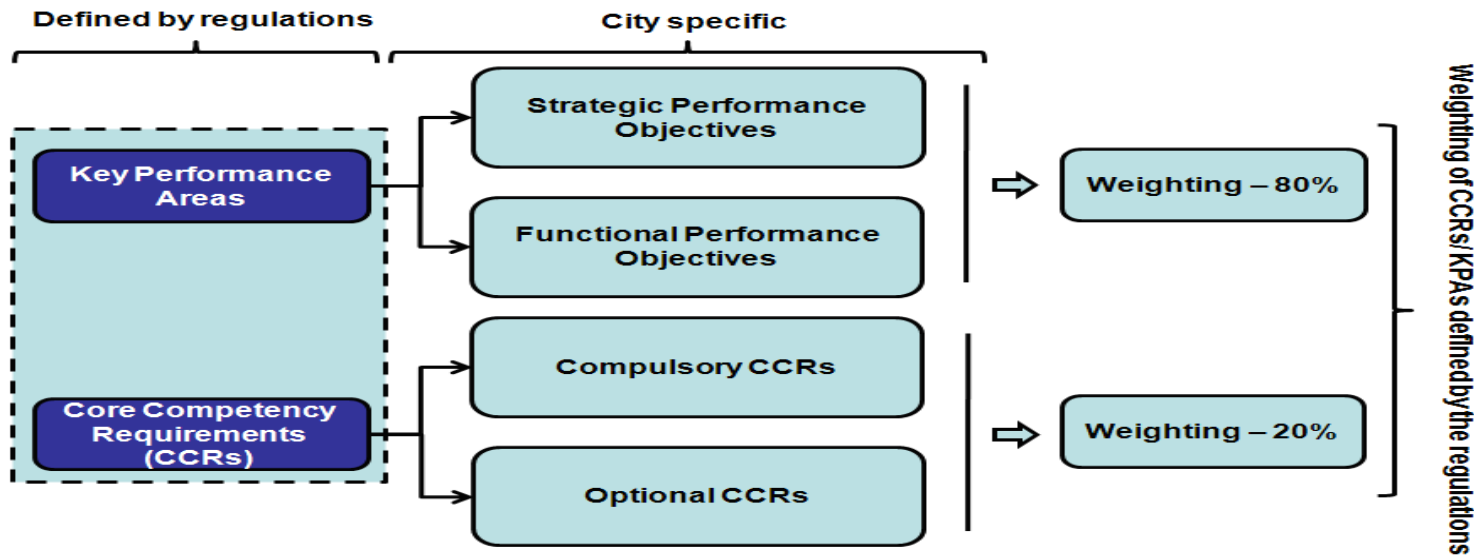 Defined by regulations
City specific
Key Performance
Areas
Strategic Performance
Objectives
Functional Performance
Objectives
Weighting – 80%
Core Competency
Requirements
(CCRs)
Compulsory CCRs
Optional CCRs
Weighting – 20%
Weighting of CCRs/ KPAs defined by the regulations